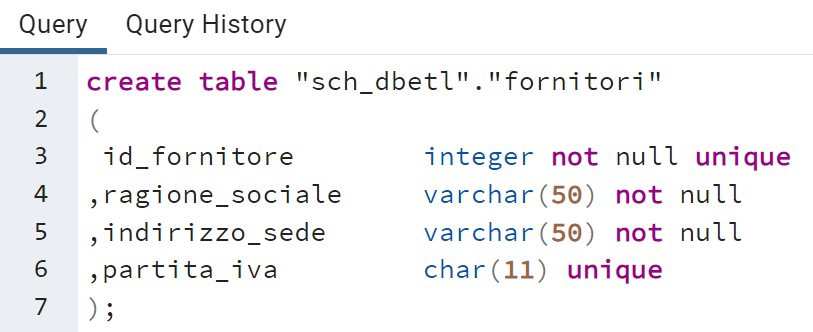 Query Query History
1 create table "sch_dbetl"."fornitori"
2 (
3 id_fornitore integer not null unique
4 ,ragione_sociale varchar(50) not null
5 ,indirizzo_sede varchar(50) not null
6 ,partita_iva char(11) unique
7 );